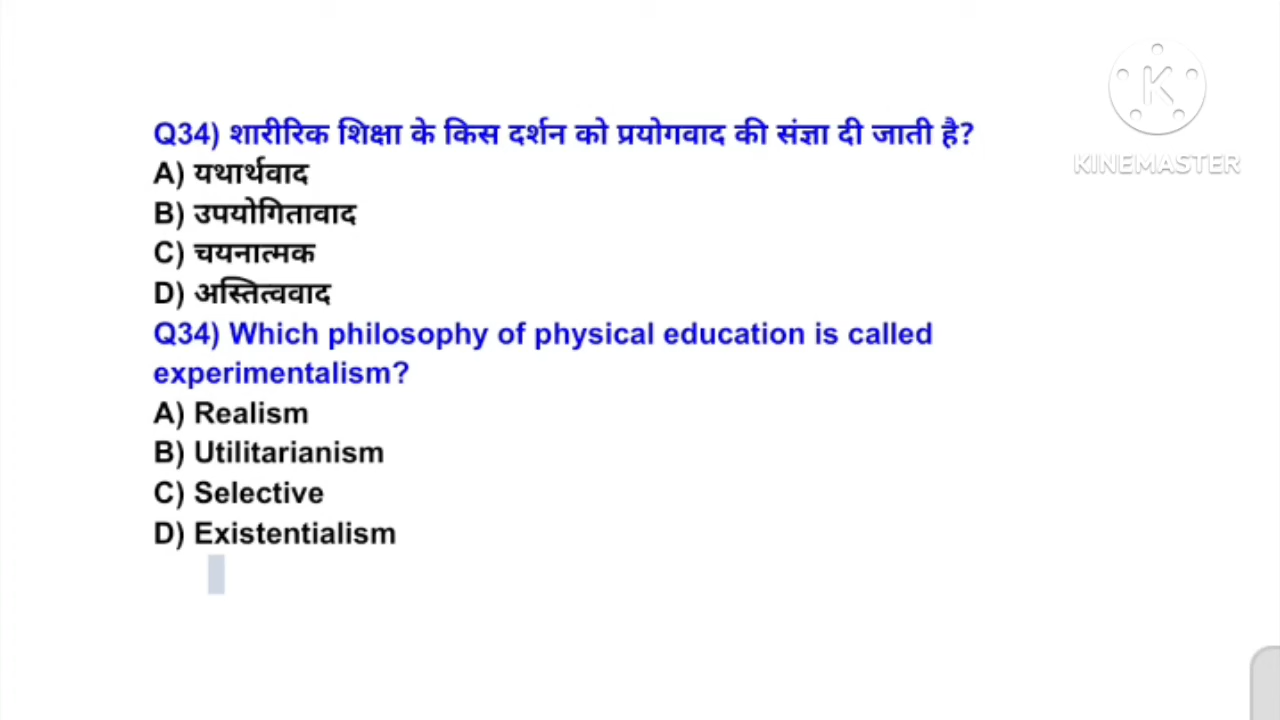 Q34) शारीरिक शिक्षा के किस दर्शन को प्रयोगवाद की संज्ञा दी जाती है?
A) यथार्थवाद
B) उपयोगितावाद
C) चयनात्मक
D) अस्तित्ववाद
Q34) Which philosophy of physical education is called
experimentalism?
A) Realism
B) Utilitarianism
C) Selective
D) Existentialism
K
KINEMASTER